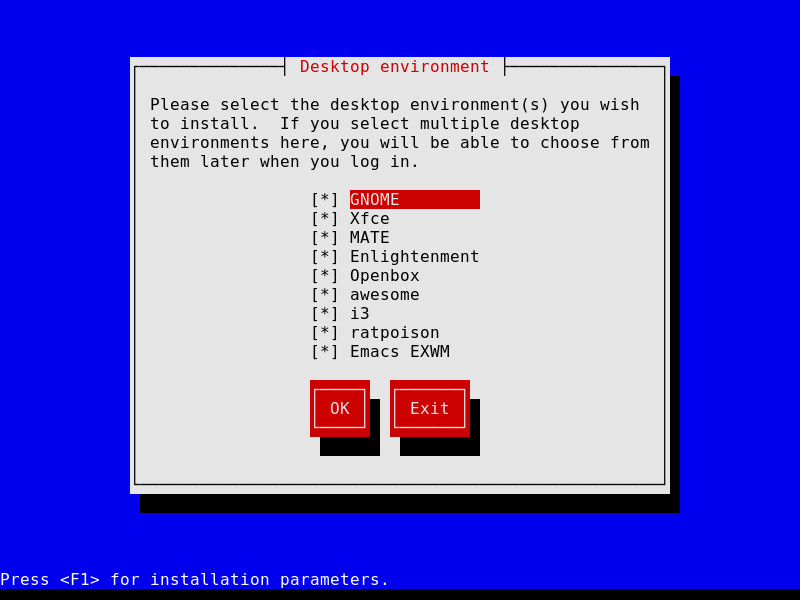 Desktop environment
Please select the desktop environment(s) you wish
to install.  If you select multiple desktop
environments here, you will be able to choose from
them later when you log in.
[*] GNOME
[*] Xfce
[*] MATE
[*] Enlightenment
[*] Openbox
[*] awesome
[*] i3
[*] ratpoison
[*] Emacs EXWM
OK Exit
Press <F1> for installation parameters.